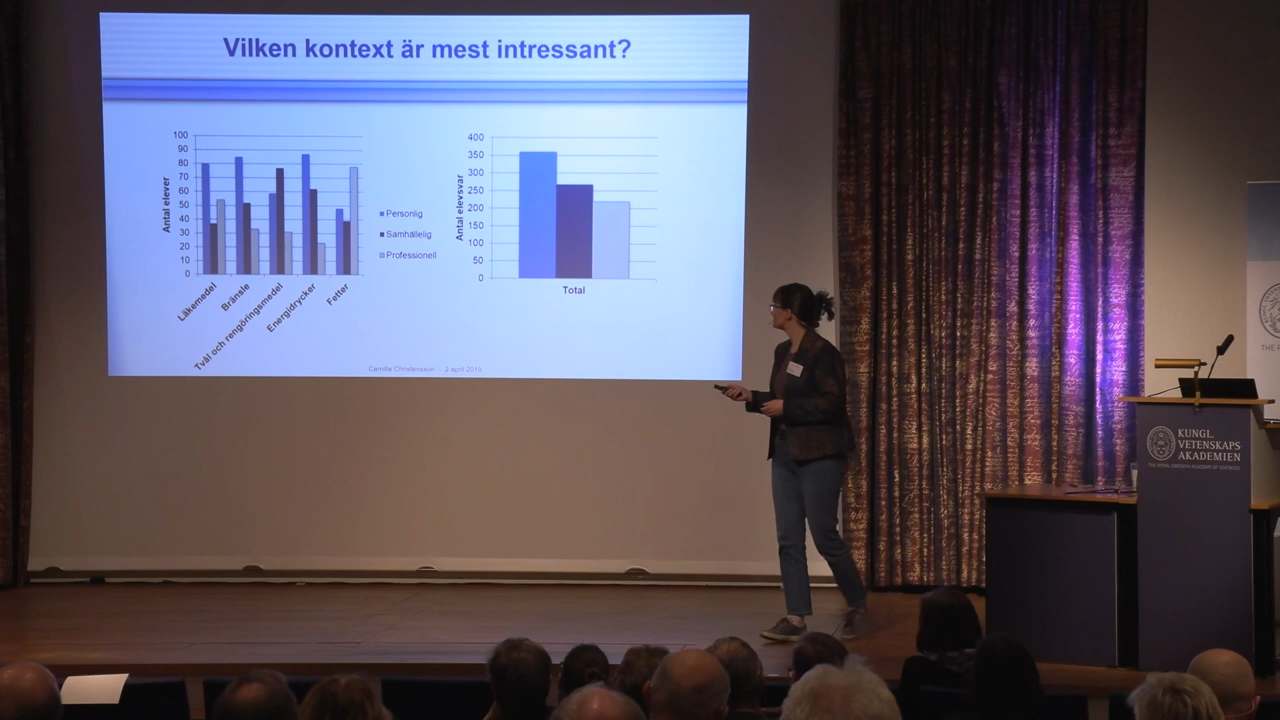 Vilken kontext är mest intressant?
100
90
80
70
60
50
40
30
20
10
0
Antal elever
Läkemedel
Bränsle
Tvål och rengöringsmedel
Energidrycker
Fetter
Personlig
Samhällelig
Professionell
400
350
300
250
200
150
100
50
0
Antal elevsvar
Total
Camilla Christensson - 2 april 2019
KUNGL.
VETENSKAPS
AKADEMIEN
THE ROYAL SWEDISH ACADEMY OF SCIENCES